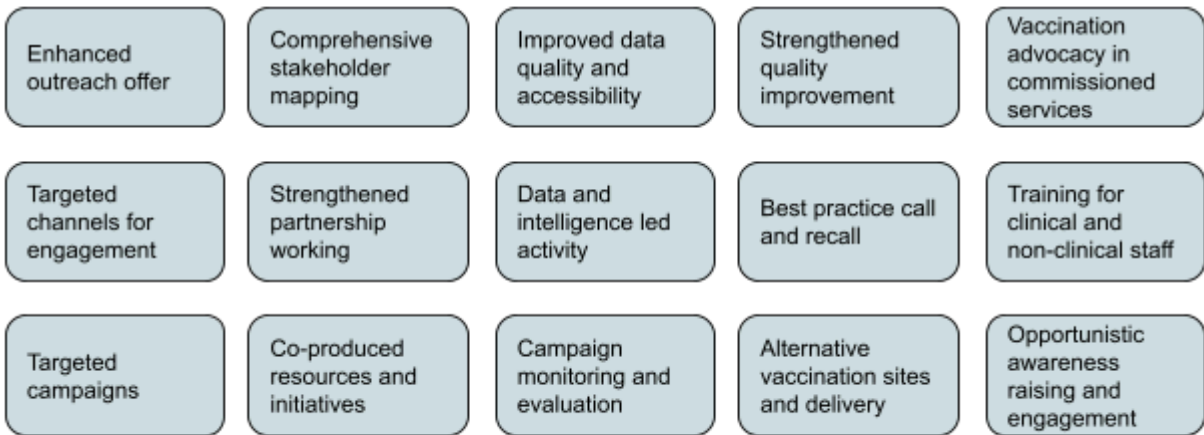 Enhanced
outreach offer
Comprehensive
stakeholder
mapping
Improved data
quality and
accessibility
Strengthened
quality
improvement
Vaccination
advocacy in
commissioned
services
Targeted
channels for
engagement
Strengthened
partnership
working
Data and
intelligence led
activity
Best practice call
and recall
Training for
clinical and
non-clinical staff
Targeted
campaigns
Co-produced
resources and
initiatives
Campaign
monitoring and
evaluation
Alternative
vaccination sites
and delivery
Opportunistic
awareness
raising and
engagement